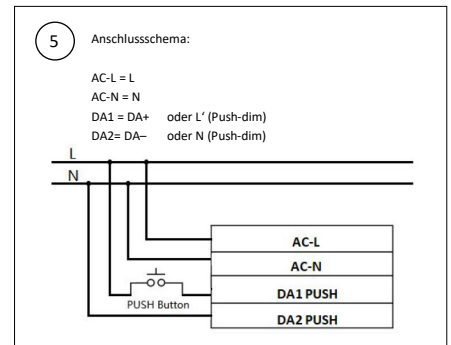 5
Anschlussschema:
AC-L = L
AC-N = N
DA1 = DA+ oder L‘ (Push-dim)
DA2= DA– oder N (Push-dim)
L
N
AC-L
AC-N
DA1 PUSH
PUSH Button
DA2 PUSH